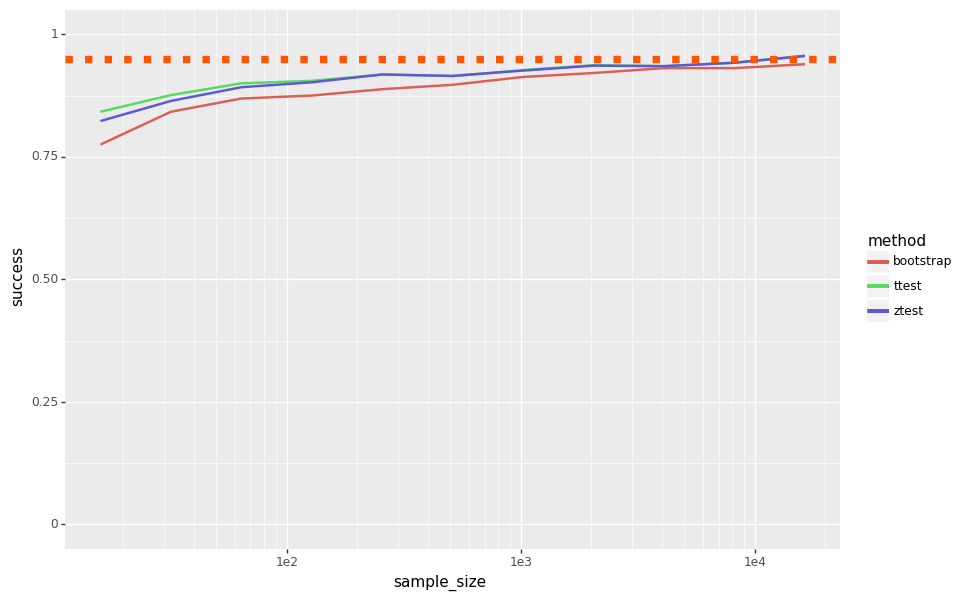 1
0.75
0.50
0.25
0
success
1e2
1e3
1e4
sample_size
method
bootstrap
ttest
ztest